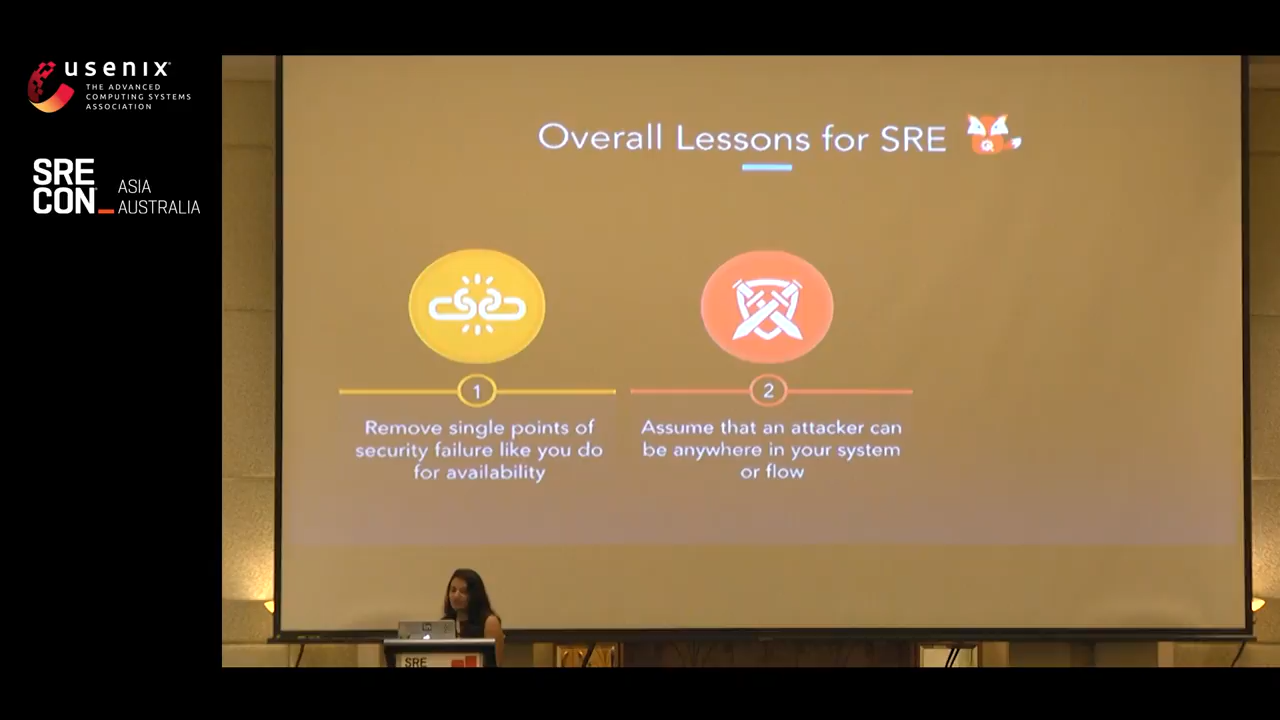 usenix
THE ADVANCED
COMPUTING SYSTEMS
ASSOCIATION
SRE
CON
ASIA
AUSTRALIA
Overall Lessons for SRE
1
Remove single points of
security failure like you do
for availability
2
Assume that an attacker can
be anywhere in your system
or flow
in
SRE